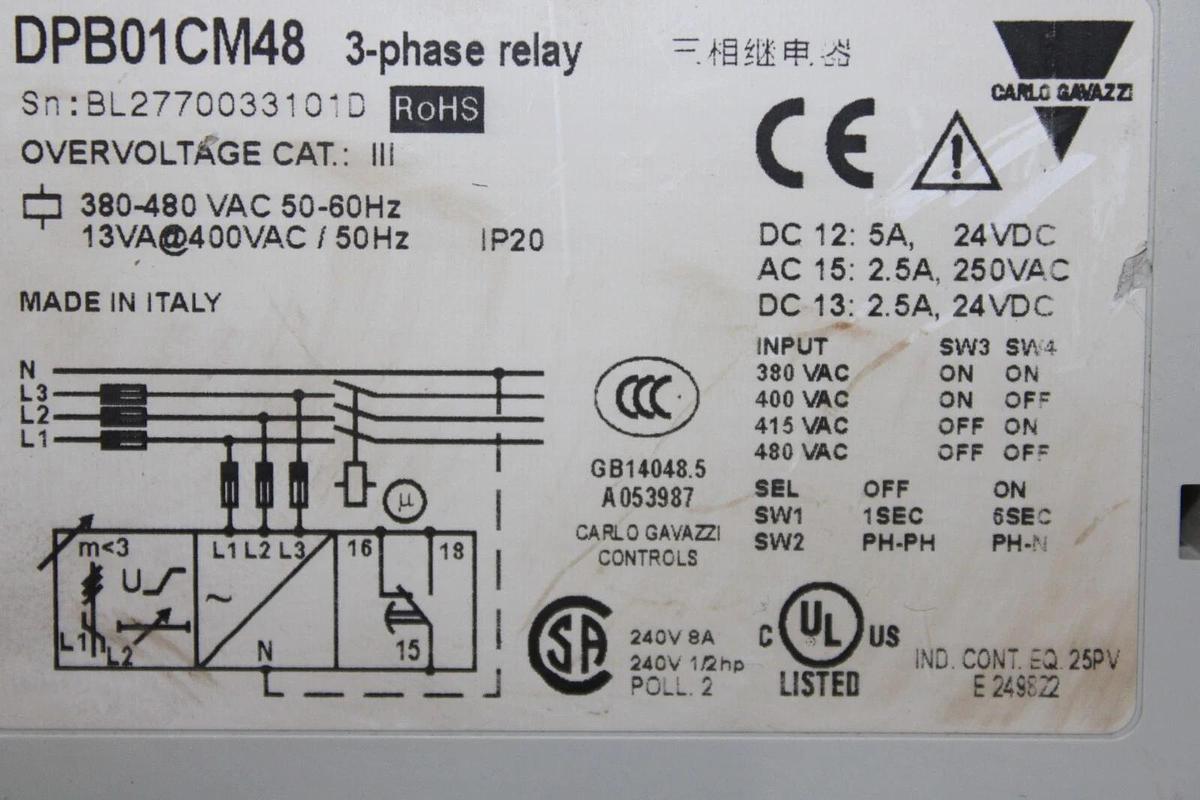 DPB01CM48 3-phase relay 三相继电器
CARLO GAVAZZI
Sn:BL2770033101D RoHS
OVERVOLTAGE CAT.: III
CE
380-480 VAC 50-60Hz
13VA@400VAC / 50Hz IP20
DC 12: 5A, 24VDC
AC 15: 2.5A, 250VAC
DC 13: 2.5A, 24VDC
MADE IN ITALY
INPUT SW3 SW4
380 VAC ON ON
400 VAC ON OFF
415 VAC OFF ON
480 VAC OFF OFF
SEL OFF ON
SW1 1SEC 6SEC
SW2 PH-PH PH-N
N
L3
L2
L1
CCC
GB14048.5
A053987
CARLO GAVAZZI
CONTROLS
μ
m<3 L1 L2 L3 16 18
U ~
L1 L2 N 15
SA
240V 8A
240V 1/2hp
POLL. 2
C UL US
LISTED
IND. CONT. EQ. 25PV
E 249822